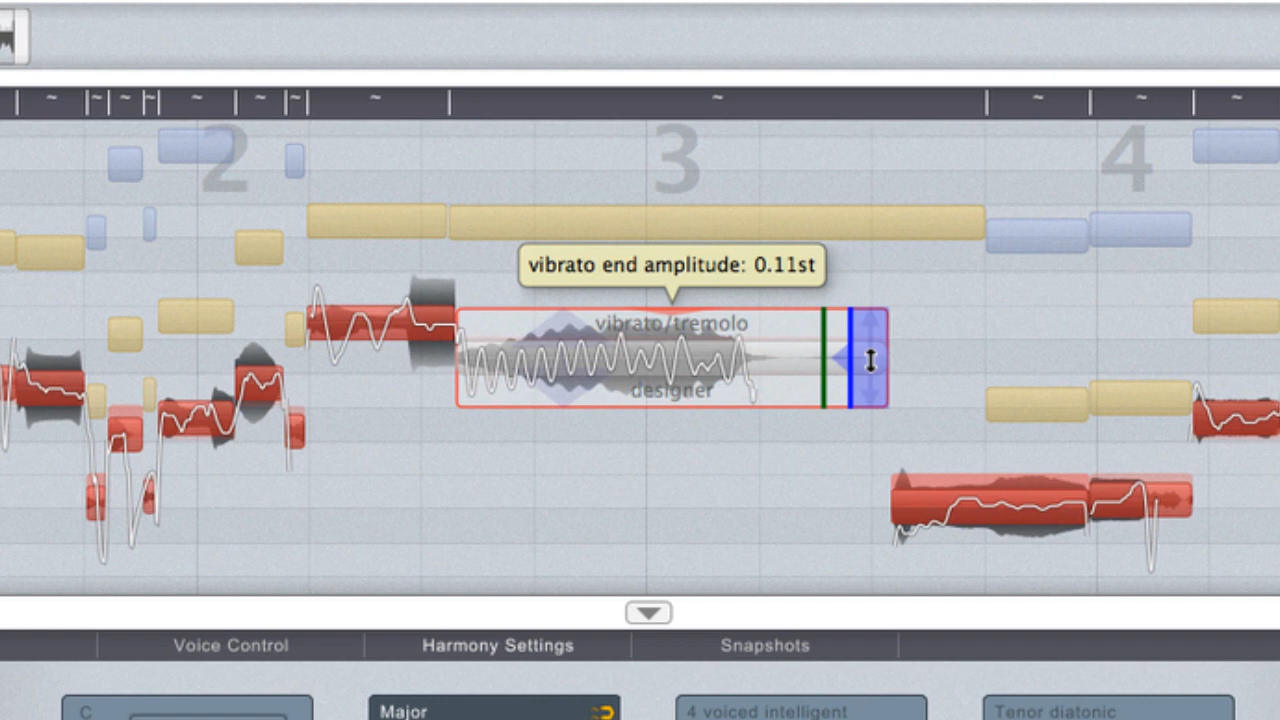 2 3 4
vibrato end amplitude: 0.11st
vibrato/tremolo
designer
Voice Control Harmony Settings Snapshots
C Major 4 voiced intelligent Tenor diatonic